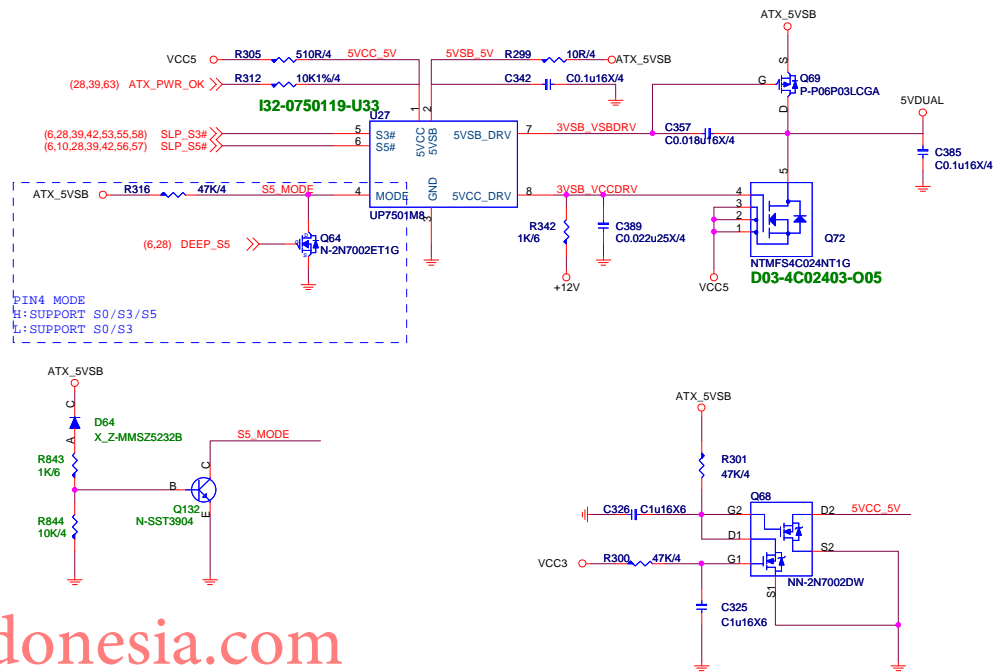 ATX_5VSB
VCC5 R305 510R/4 5VCC_5V 5VSB_5V R299 10R/4 ATX_5VSB
(28,39,63) ATX_PWR_OK R312 10K1%/4 C342 C0.1u16X/4
S
G
Q69
P-P06P03LCGA
D
I32-0750119-U33
1 2
U27
5VDUAL
(6,28,39,42,53,55,58) SLP_S3# 5 S3# 5VCC 5VSB 5VSB_DRV 7 3VSB_VSBDRV C357
C0.018u16X/4
(6,10,28,39,42,56,57) SLP_S5# 6 S5#
C385
C0.1u16X/4
5
ATX_5VSB R316 47K/4 S5_MODE 4 MODE GND 5VCC_DRV 8 3VSB_VCCDRV 4
3
2
1
UP7501M8 3
R342
1K/6
C389
C0.022u25X/4
Q72
(6,28) DEEP_S5
Q64
N-2N7002ET1G
NTMFS4C024NT1G
D03-4C02403-O05
+12V
VCC5
PIN4 MODE
H:SUPPORT S0/S3/S5
L:SUPPORT S0/S3
ATX_5VSB
C
D64
X_Z-MMSZ5232B
A
R843
1K/6
S5_MODE
C
B
Q132
N-SST3904
E
R844
10K/4
ATX_5VSB
R301
47K/4
Q68
C326 C1u16X6 G2 D2 5VCC_5V
D1
S2
VCC3 R300 47K/4 G1
NN-2N7002DW
S1
C325
C1u16X6
donesia.com